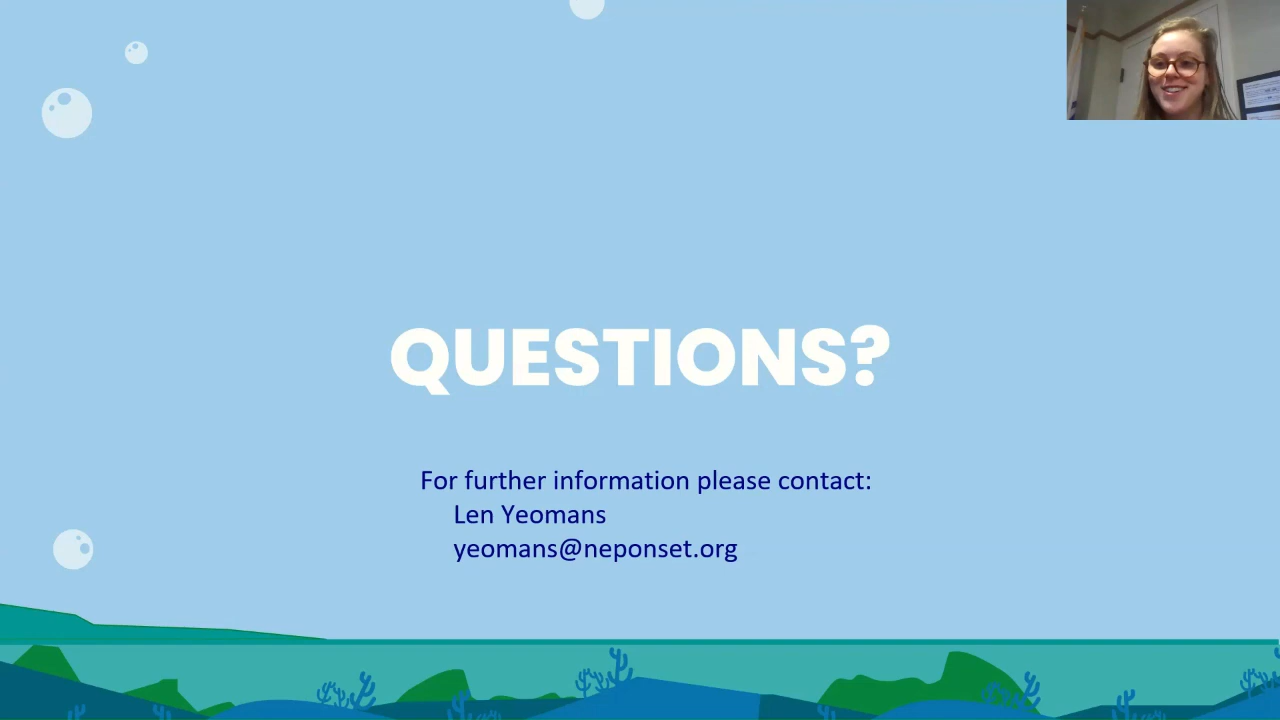 QUESTIONS?
For further information please contact:
Len Yeomans
yeomans@neponset.org